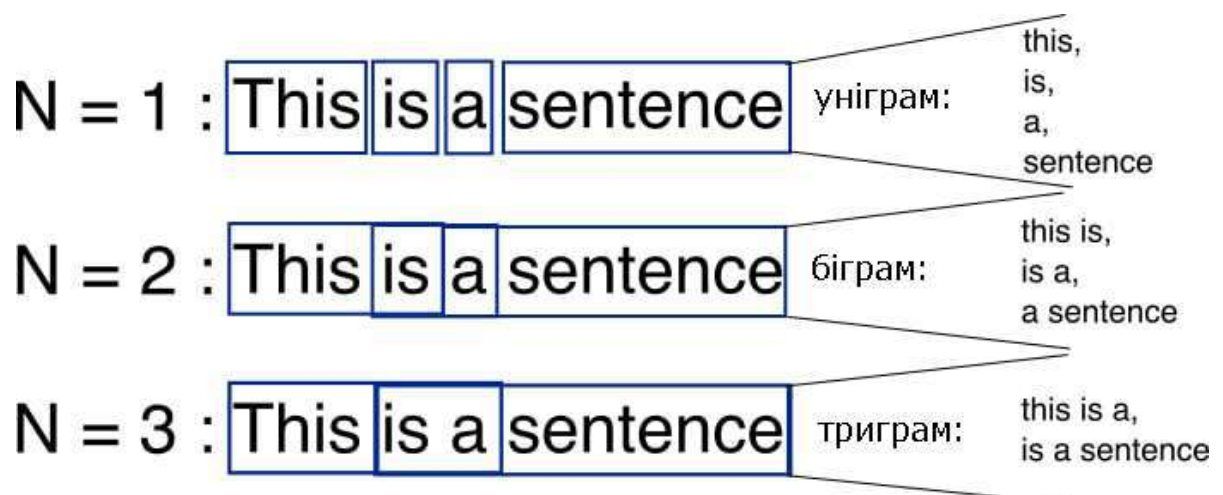 N = 1 : This is a sentence
уніграм:
this,
is,
a,
sentence
N = 2 : This is a sentence
біграм:
this is,
is a,
a sentence
N = 3 : This is a sentence
триграм:
this is a,
is a sentence